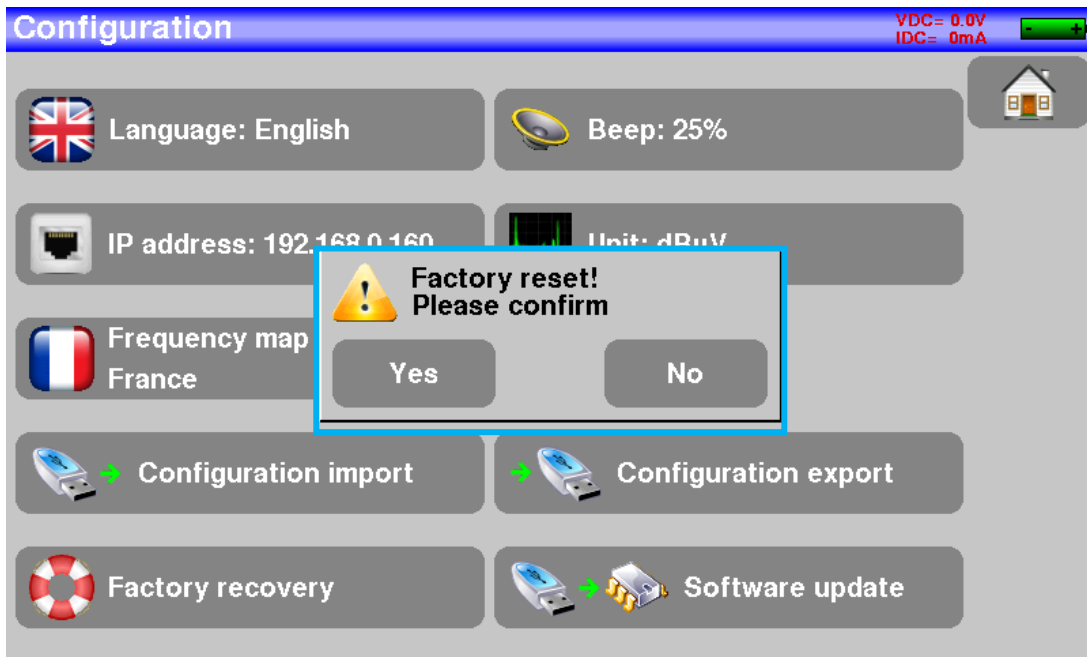 Configuration
VDC= 0.0V
IDC= 0mA
Language: English
Beep: 25%
IP address: 192.168.0.160
Unit: dBµV
Factory reset!
Please confirm
Yes
No
Frequency map
France
Configuration import
Configuration export
Factory recovery
Software update